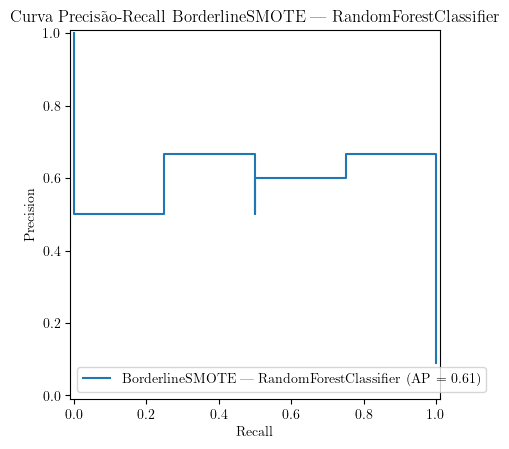 Curva Precisão-Recall BorderlineSMOTE — RandomForestClassifier
1.0
0.8
0.6
0.4
0.2
0.0
Precision
BorderlineSMOTE — RandomForestClassifier (AP = 0.61)
0.0 0.2 0.4 0.6 0.8 1.0
Recall